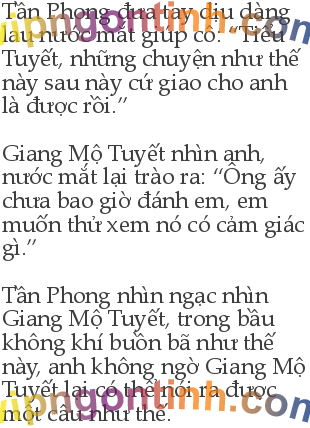 Tần Phong đưa tay dịu dàng
lau nước mắt giúp cô: “Tiểu
Tuyết, những chuyện như thế
này sau này cứ giao cho anh
là được rồi.”
Giang Mộ Tuyết nhìn anh,
nước mắt lại trào ra: “Ông ấy
chưa bao giờ đánh em, em
muốn thử xem nó có cảm giác
gì.”
Tần Phong nhìn ngạc nhìn
Giang Mộ Tuyết, trong bầu
không khí buồn bã như thế
này, anh không ngờ Giang Mộ
Tuyết lại có thể nói ra được
một câu như thế.
vipngontinh.com
vipngontinh.com